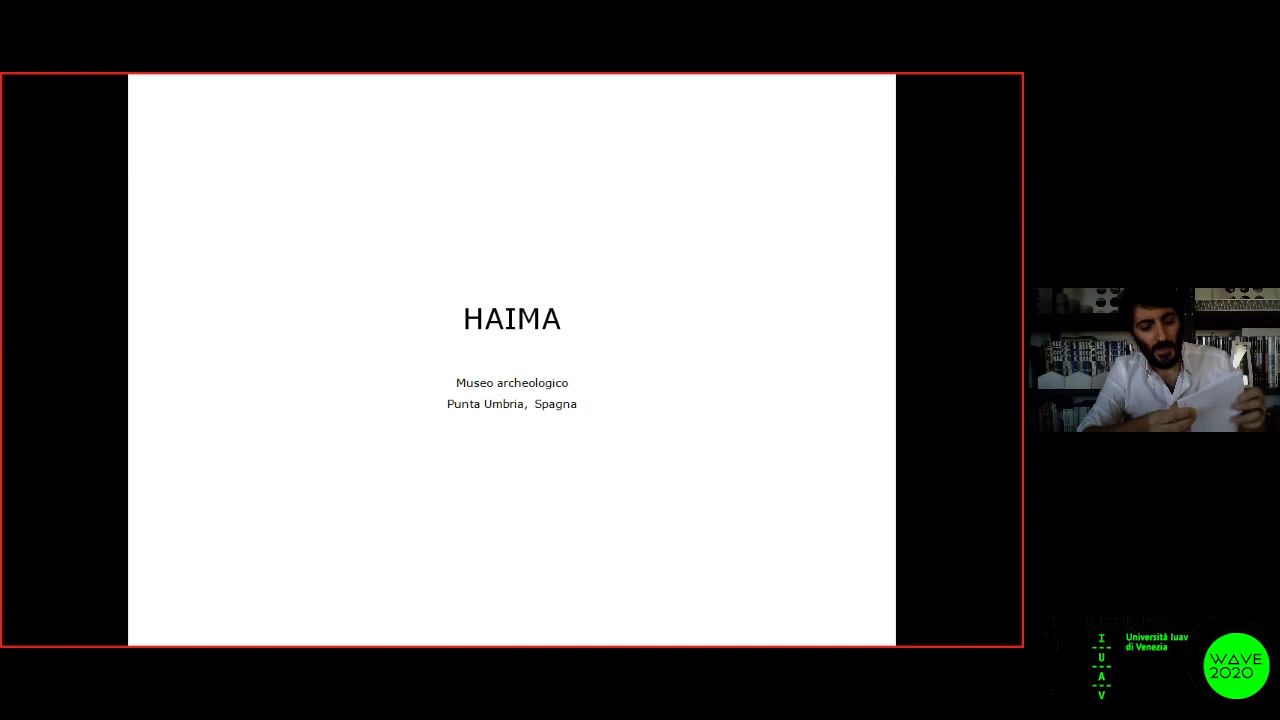 HAIMA
Museo archeologico
Punta Umbria, Spagna
I
U
A
V
Università Iuav
di Venezia
WAVE
2020